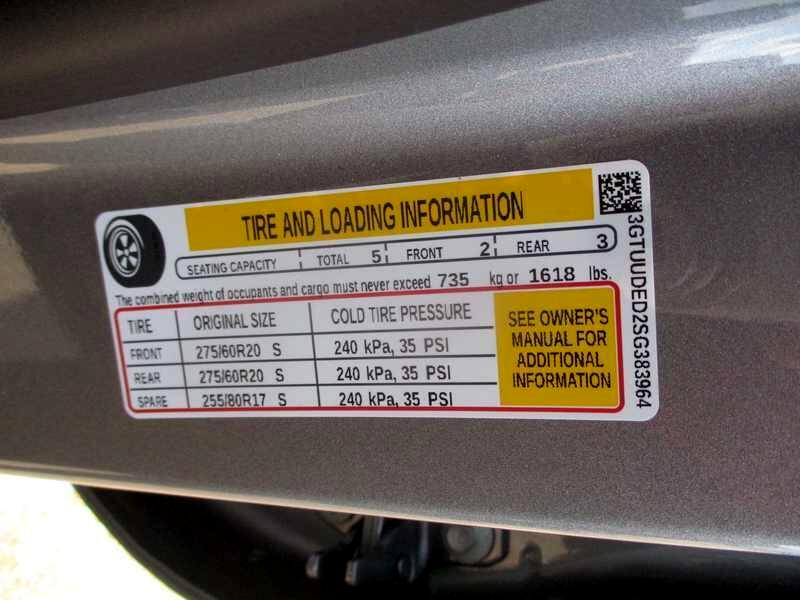 TIRE AND LOADING INFORMATION
SEATING CAPACITY TOTAL 5 FRONT 2 REAR 3
The combined weight of occupants and cargo must never exceed 735 kg or 1618 lbs.
TIRE ORIGINAL SIZE COLD TIRE PRESSURE
FRONT 275/60R20 S 240 kPa, 35 PSI
REAR 275/60R20 S 240 kPa, 35 PSI
SPARE 255/80R17 S 240 kPa, 35 PSI
SEE OWNER'S
MANUAL FOR
ADDITIONAL
INFORMATION
3GTUUDED2SG383964